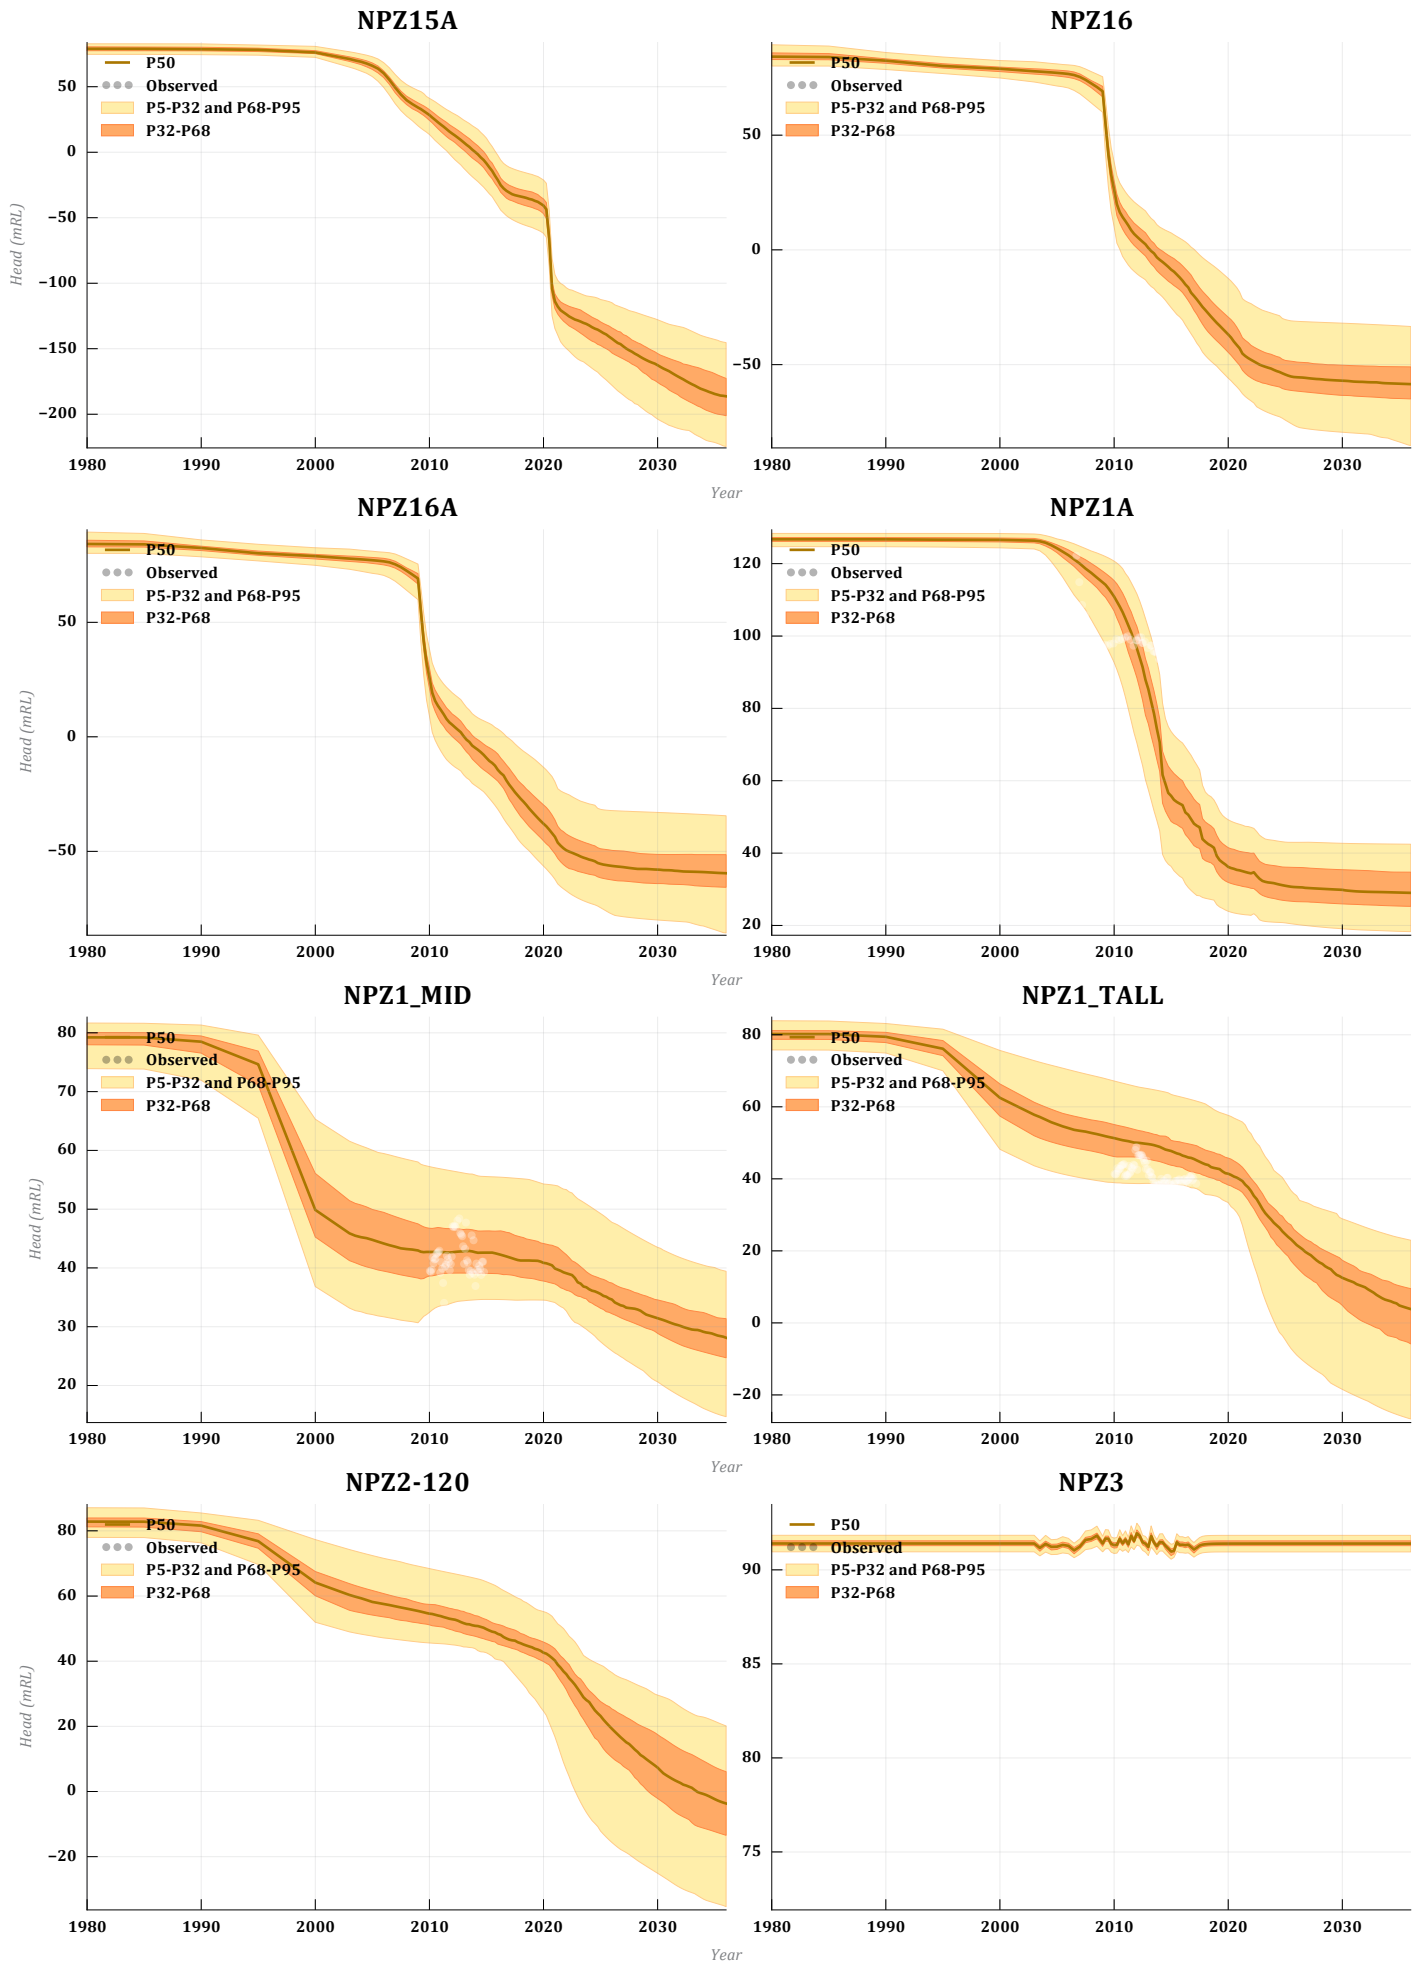 NPZ15A
50
0
−50
−100
−150
−200
1980
1990
2000
2010
2020
2030
Head (mRL)
P50
Observed
P5-P32 and P68-P95
P32-P68
NPZ16
50
0
−50
1980
1990
2000
2010
2020
2030
P50
Observed
P5-P32 and P68-P95
P32-P68
Year
NPZ16A
50
0
−50
1980
1990
2000
2010
2020
2030
Head (mRL)
P50
Observed
P5-P32 and P68-P95
P32-P68
NPZ1A
120
100
80
60
40
20
1980
1990
2000
2010
2020
2030
P50
Observed
P5-P32 and P68-P95
P32-P68
Year
NPZ1_MID
80
70
60
50
40
30
20
1980
1990
2000
2010
2020
2030
Head (mRL)
P50
Observed
P5-P32 and P68-P95
P32-P68
NPZ1_TALL
80
60
40
20
0
−20
1980
1990
2000
2010
2020
2030
P50
Observed
P5-P32 and P68-P95
P32-P68
Year
NPZ2-120
80
60
40
20
0
−20
1980
1990
2000
2010
2020
2030
Head (mRL)
P50
Observed
P5-P32 and P68-P95
P32-P68
NPZ3
90
85
80
75
1980
1990
2000
2010
2020
2030
P50
Observed
P5-P32 and P68-P95
P32-P68
Year